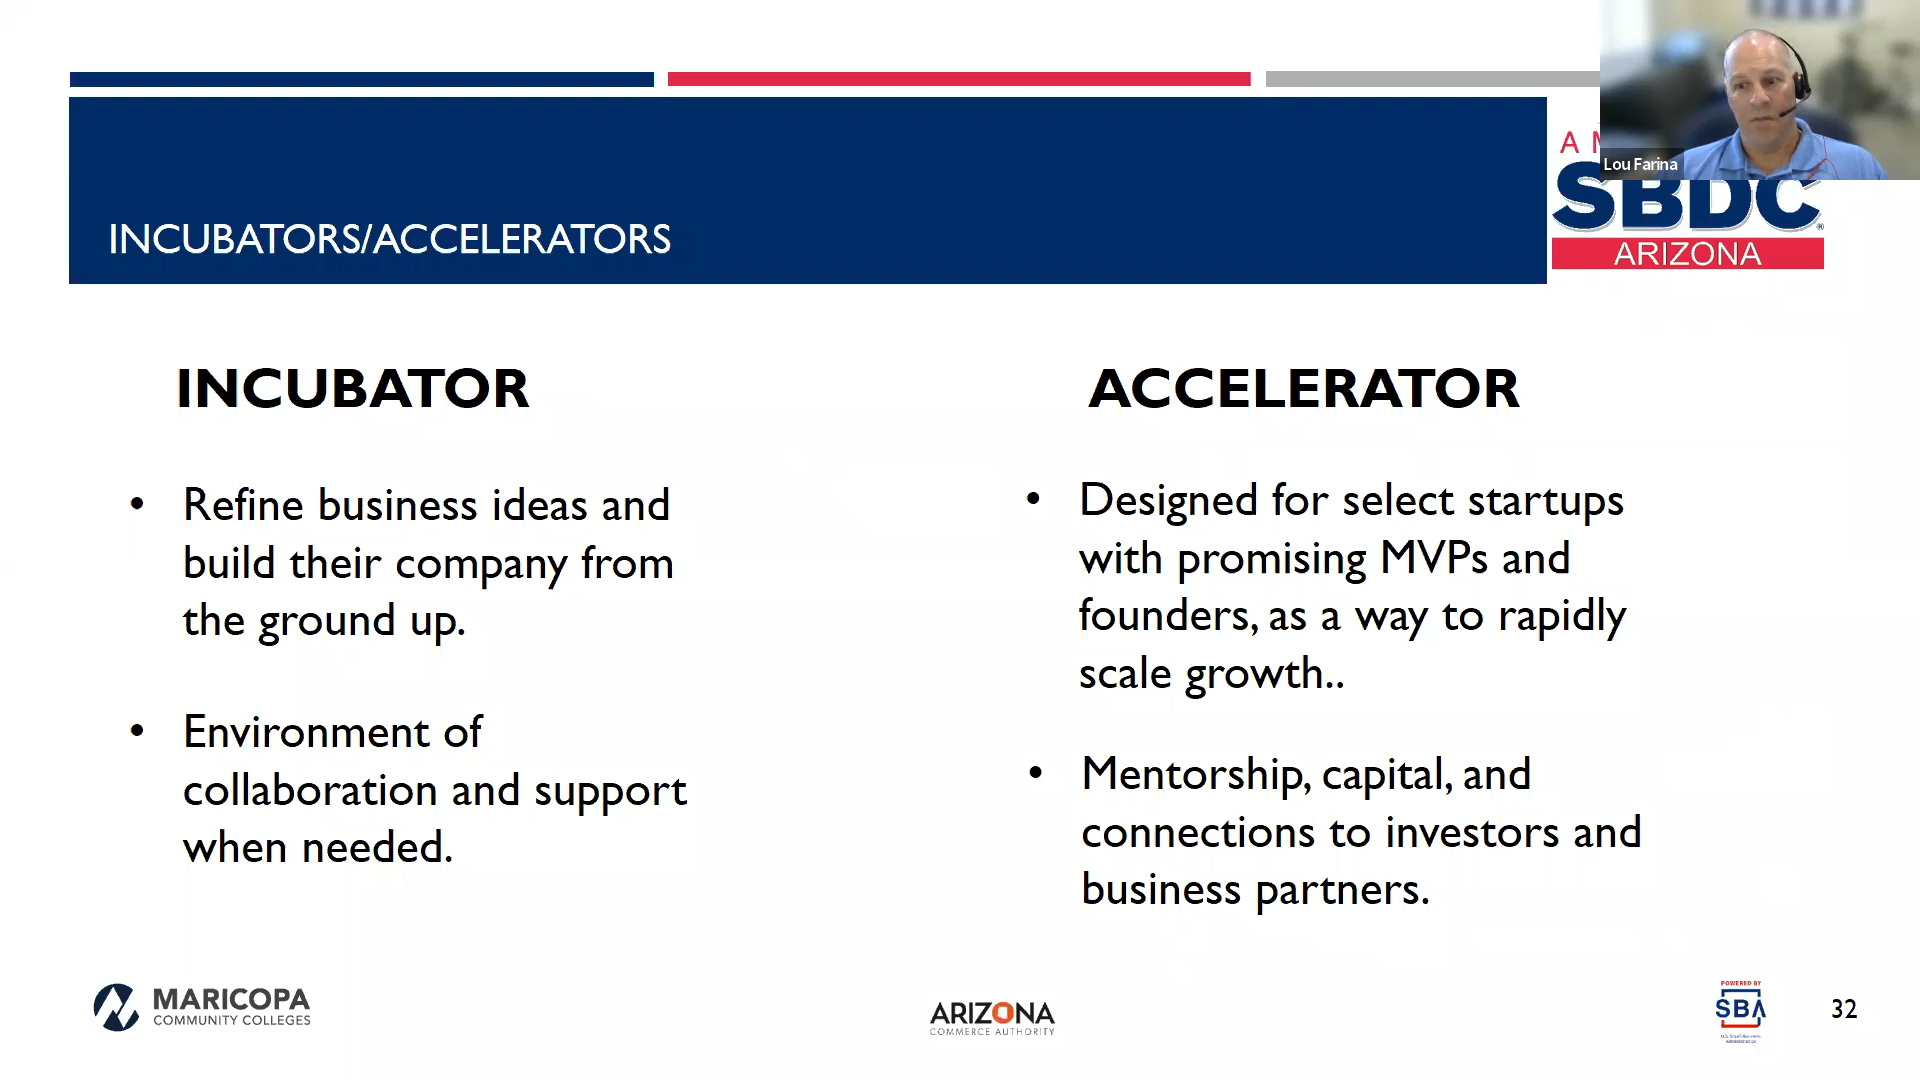 Lou Farina
A
SBDC
ARIZONA
INCUBATORS/ACCELERATORS
INCUBATOR
• Refine business ideas and
build their company from
the ground up.
• Environment of
collaboration and support
when needed.
ACCELERATOR
• Designed for select startups
with promising MVPs and
founders, as a way to rapidly
scale growth..
• Mentorship, capital, and
connections to investors and
business partners.
MARICOPA
COMMUNITY COLLEGES
ARIZONA
COMMERCE AUTHORITY
POWERED BY
SBA
32